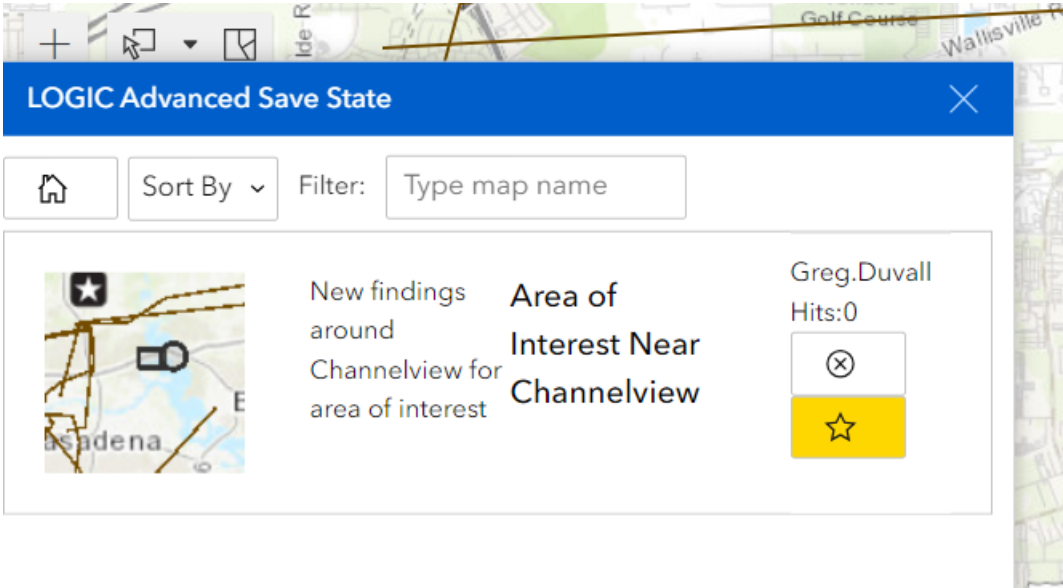 Ide R
Golf Course
Wallisville R
LOGIC Advanced Save State
Sort By
Filter:
Type map name
New findings
around
Channelview for
area of interest
Area of
Interest Near
Channelview
Greg.Duvall
Hits:0
E
asadena